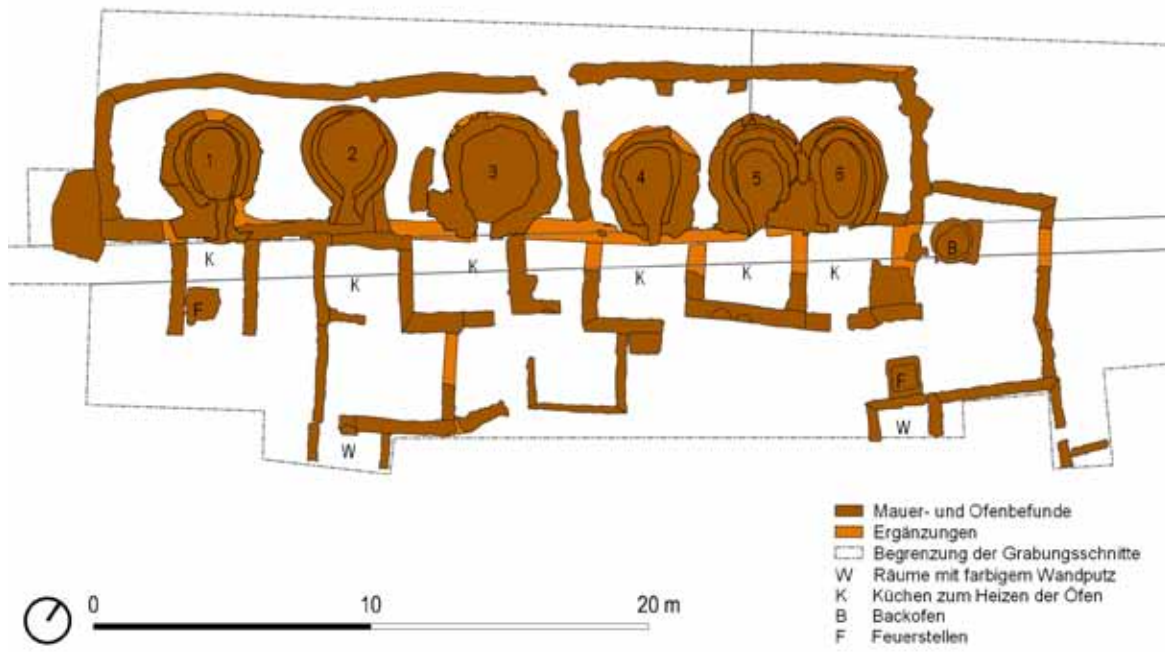 1 2 3 4 5 6
K K K K K K B
F
F
W W
Mauer- und Ofenbefunde
Ergänzungen
Begrenzung der Grabungsschnitte
W Räume mit farbigem Wandputz
K Küchen zum Heizen der Öfen
B Backofen
F Feuerstellen
0 10 20 m